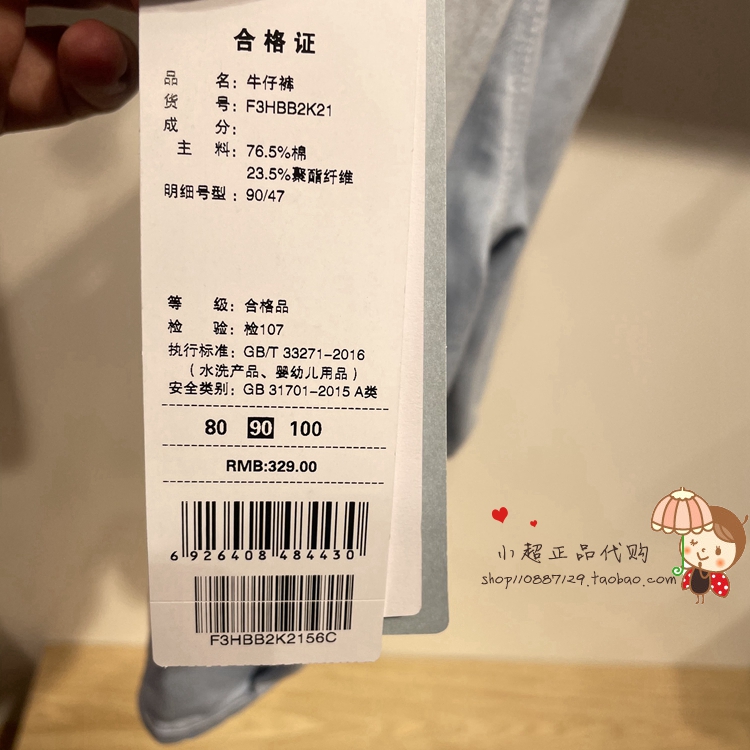 合格证
品 名：牛仔裤
货 号：F3HBB2K21
成 分：
主 料：76.5%棉
23.5%聚酯纤维
明细号型：90/47
等 级：合格品
检 验：检107
执行标准：GB/T 33271-2016
（水洗产品、婴幼儿用品）
安全类别：GB 31701-2015 A类
80 90 100
RMB:329.00
6 926408 484430
F3HBB2K2156C
小超正品代购
shop110887129.taobao.com